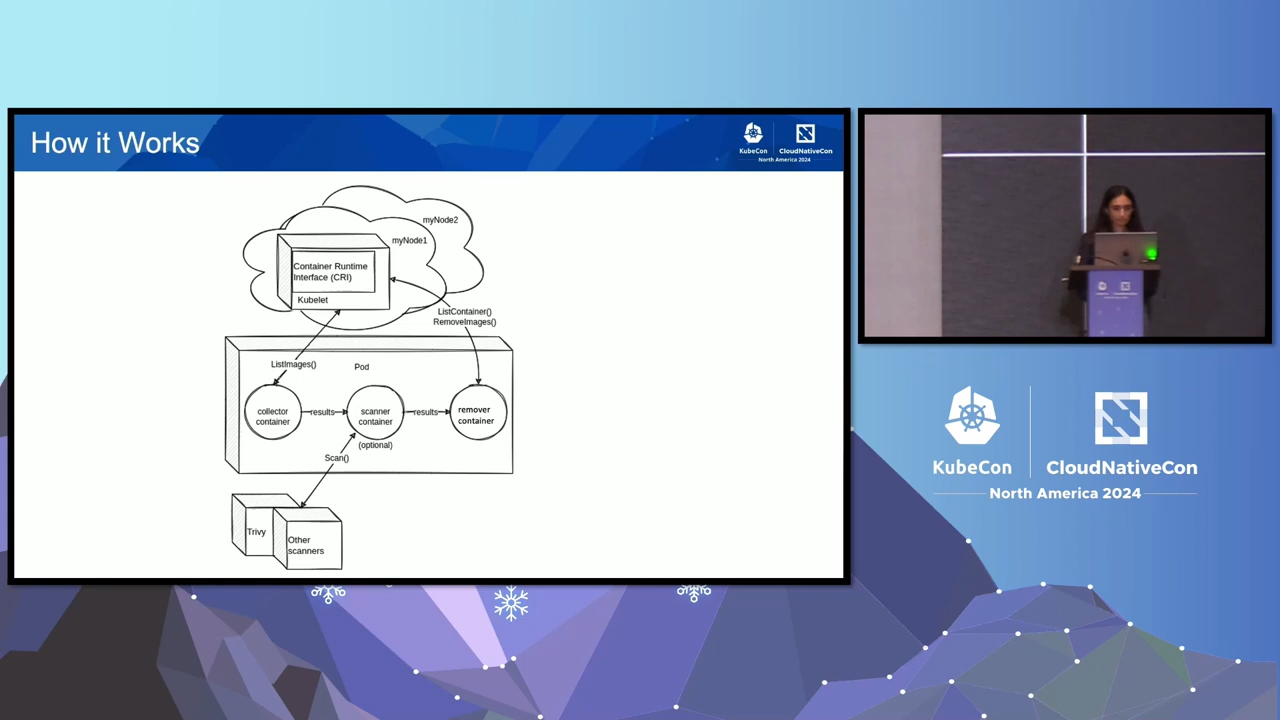 How it Works
KubeCon
CloudNativeCon
North America 2024
myNode2
myNode1
Container Runtime
Interface (CRI)
Kubelet
ListContainer()
RemoveImages()
ListImages()
Pod
collector
container
results
scanner
container
(optional)
results
remover
container
Scan()
Trivy
Other
scanners
KubeCon
CloudNativeCon
North America 2024